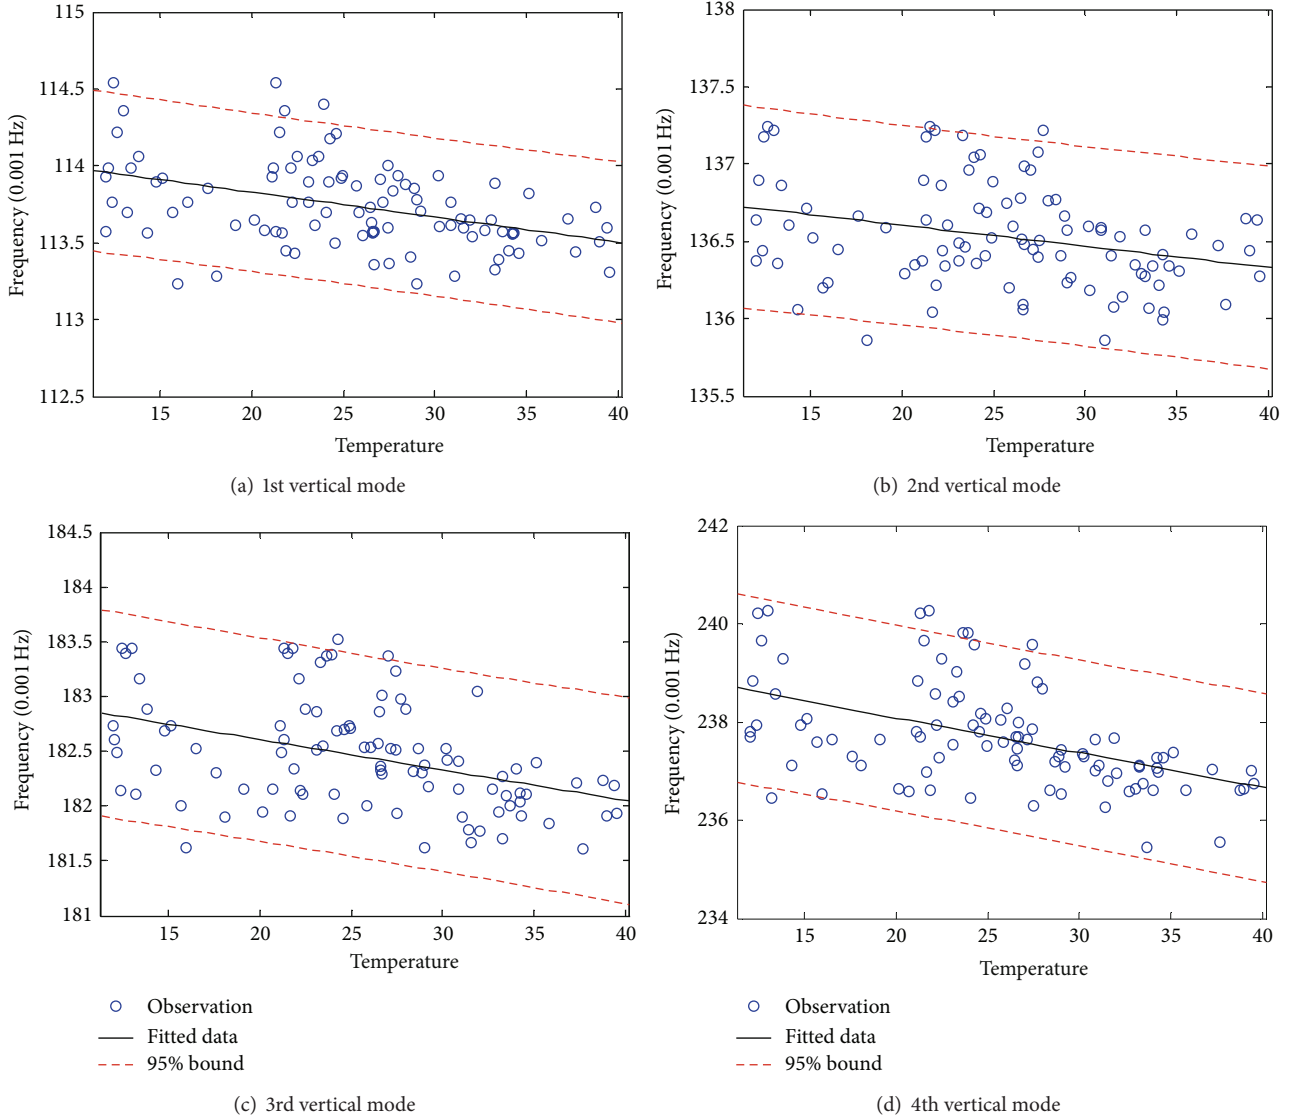 115
114.5
114
113.5
113
112.5
Frequency (0.001 Hz)
15 20 25 30 35 40
Temperature
(a) 1st vertical mode
138
137.5
137
136.5
136
135.5
Frequency (0.001 Hz)
15 20 25 30 35 40
Temperature
(b) 2nd vertical mode
184.5
184
183.5
183
182.5
182
181.5
181
Frequency (0.001 Hz)
15 20 25 30 35 40
Temperature
Observation
Fitted data
95% bound
(c) 3rd vertical mode
242
240
238
236
234
Frequency (0.001 Hz)
15 20 25 30 35 40
Temperature
Observation
Fitted data
95% bound
(d) 4th vertical mode